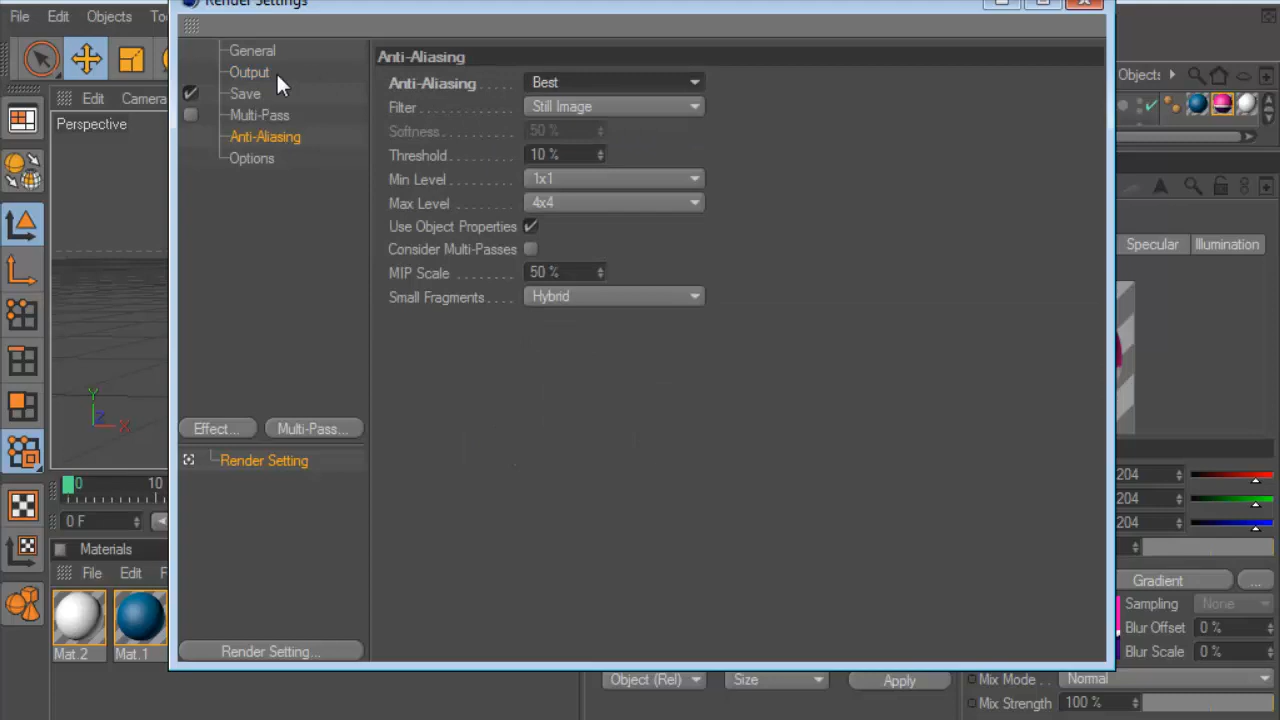 Render Settings
File Edit Objects To
General
Output
Save
Multi-Pass
Anti-Aliasing
Options
Effect...
Multi-Pass...
Render Setting
Render Setting...
Anti-Aliasing
Anti-Aliasing Best
Filter Still Image
Softness 50 %
Threshold 10 %
Min Level 1x1
Max Level 4x4
Use Object Properties
Consider Multi-Passes
MIP Scale 50 %
Small Fragments Hybrid
Edit Camera
Perspective
Y
Z X
0 10
0 F
Materials
File Edit F
Mat.2 Mat.1
Object (Rel) Size Apply
Objects
Specular Illumination
204
204
204
Gradient ...
Sampling None
Blur Offset 0 %
Blur Scale 0 %
Mix Mode Normal
Mix Strength 100 %